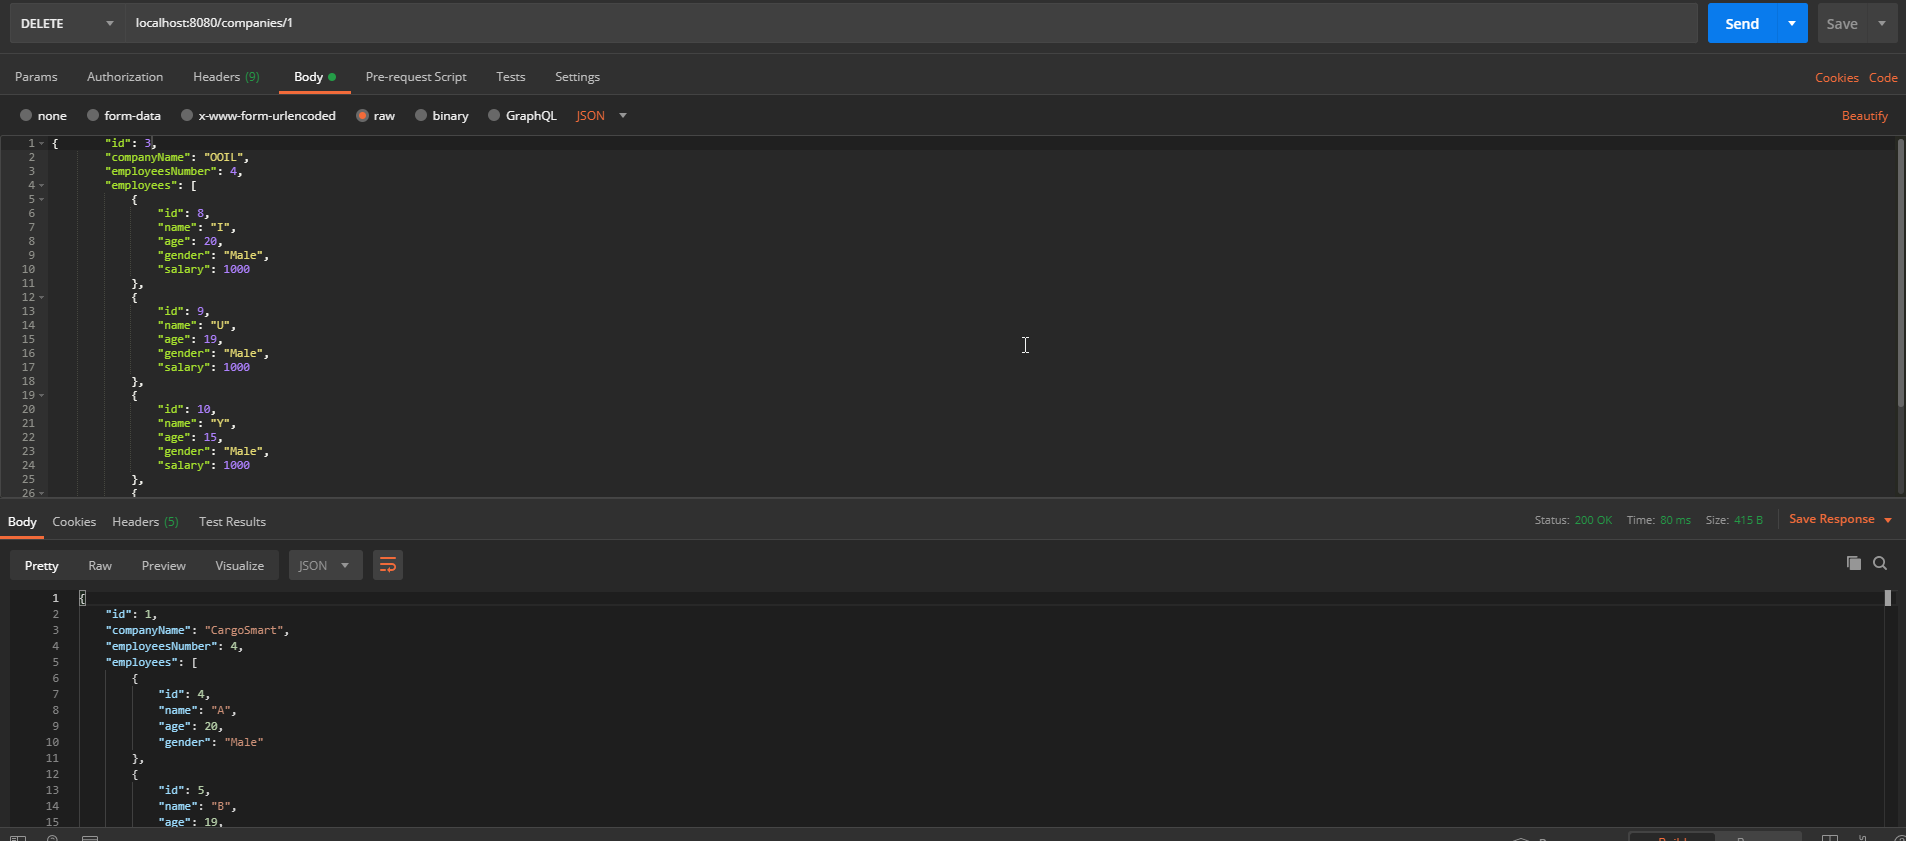 DELETE localhost:8080/companies/1 Send Save
Params Authorization Headers (9) Body Pre-request Script Tests Settings Cookies Code
none form-data x-www-form-urlencoded raw binary GraphQL JSON Beautify
1 { "id": 3,
2 "companyName": "OOIL",
3 "employeesNumber": 4,
4 "employees": [
5 {
6 "id": 8,
7 "name": "I",
8 "age": 20,
9 "gender": "Male",
10 "salary": 1000
11 },
12 {
13 "id": 9,
14 "name": "U",
15 "age": 19,
16 "gender": "Male",
17 "salary": 1000
18 },
19 {
20 "id": 10,
21 "name": "Y",
22 "age": 15,
23 "gender": "Male",
24 "salary": 1000
25 },
26 {
Body Cookies Headers (5) Test Results Status: 200 OK Time: 80 ms Size: 415 B Save Response
Pretty Raw Preview Visualize JSON
1 {
2 "id": 1,
3 "companyName": "CargoSmart",
4 "employeesNumber": 4,
5 "employees": [
6 {
7 "id": 4,
8 "name": "A",
9 "age": 20,
10 "gender": "Male"
11 },
12 {
13 "id": 5,
14 "name": "B",
15 "age": 19,